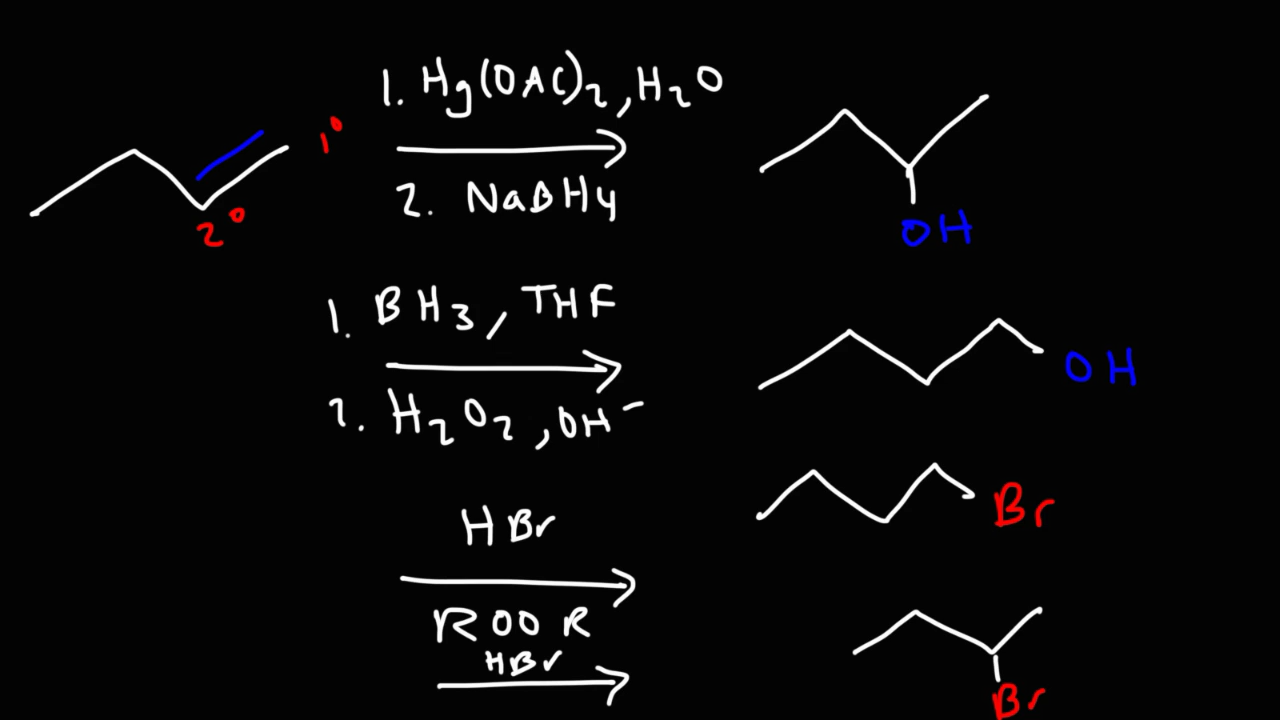 1. Hg(OAC)2, H2O
1°
2. NaBH4
2°
OH
1. BH3/THF
OH
2. H2O2, OH-
Br
HBr
ROOR
HBr
Br